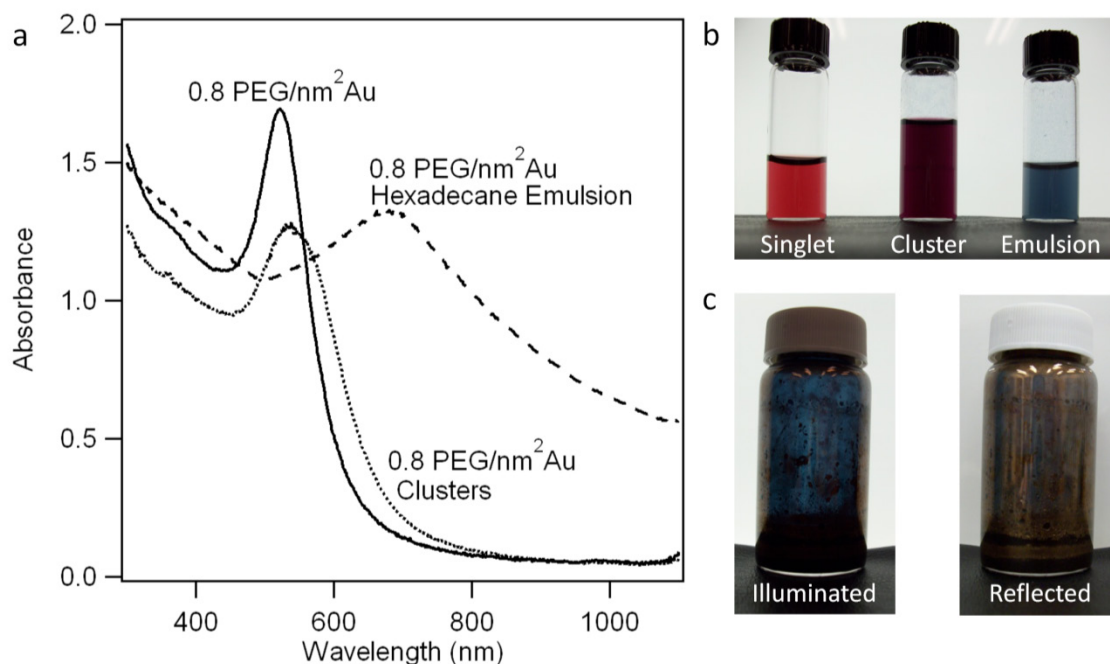 a
2.0
1.5
1.0
0.5
0.0
Absorbance
0.8 PEG/nm²Au
0.8 PEG/nm²Au
Hexadecane Emulsion
0.8 PEG/nm²Au
Clusters
400
600
800
1000
Wavelength (nm)
b
Singlet
Cluster
Emulsion
c
Illuminated
Reflected